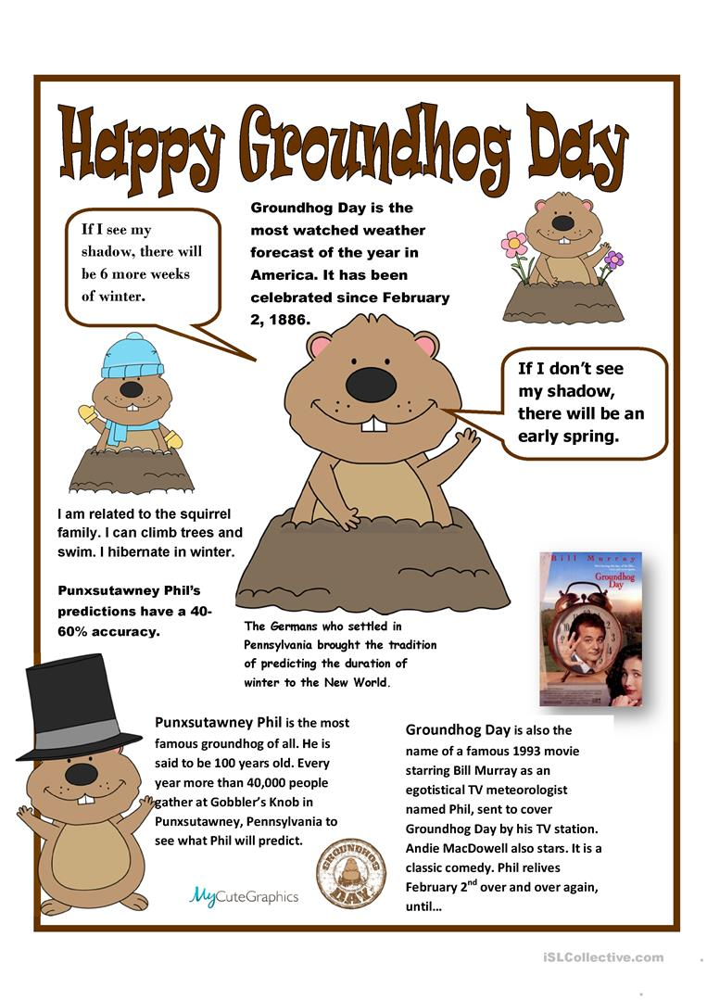 Happy Groundhog Day
If I see my
shadow, there will
be 6 more weeks
of winter.
Groundhog Day is the
most watched weather
forecast of the year in
America. It has been
celebrated since February
2, 1886.
If I don't see
my shadow,
there will be an
early spring.
I am related to the squirrel
family. I can climb trees and
swim. I hibernate in winter.
Punxsutawney Phil's
predictions have a 40-
60% accuracy.
The Germans who settled in
Pennsylvania brought the tradition
of predicting the duration of
winter to the New World.
Bill Murray
Groundhog
Day
Punxsutawney Phil is the most
famous groundhog of all. He is
said to be 100 years old. Every
year more than 40,000 people
gather at Gobbler's Knob in
Punxsutawney, Pennsylvania to
see what Phil will predict.
Groundhog Day is also the
name of a famous 1993 movie
starring Bill Murray as an
egotistical TV meteorologist
named Phil, sent to cover
Groundhog Day by his TV station.
Andie MacDowell also stars. It is a
classic comedy. Phil relives
February 2nd over and over again,
until...
MyCuteGraphics
GROUNDHOG
DAY
iSLCollective.com